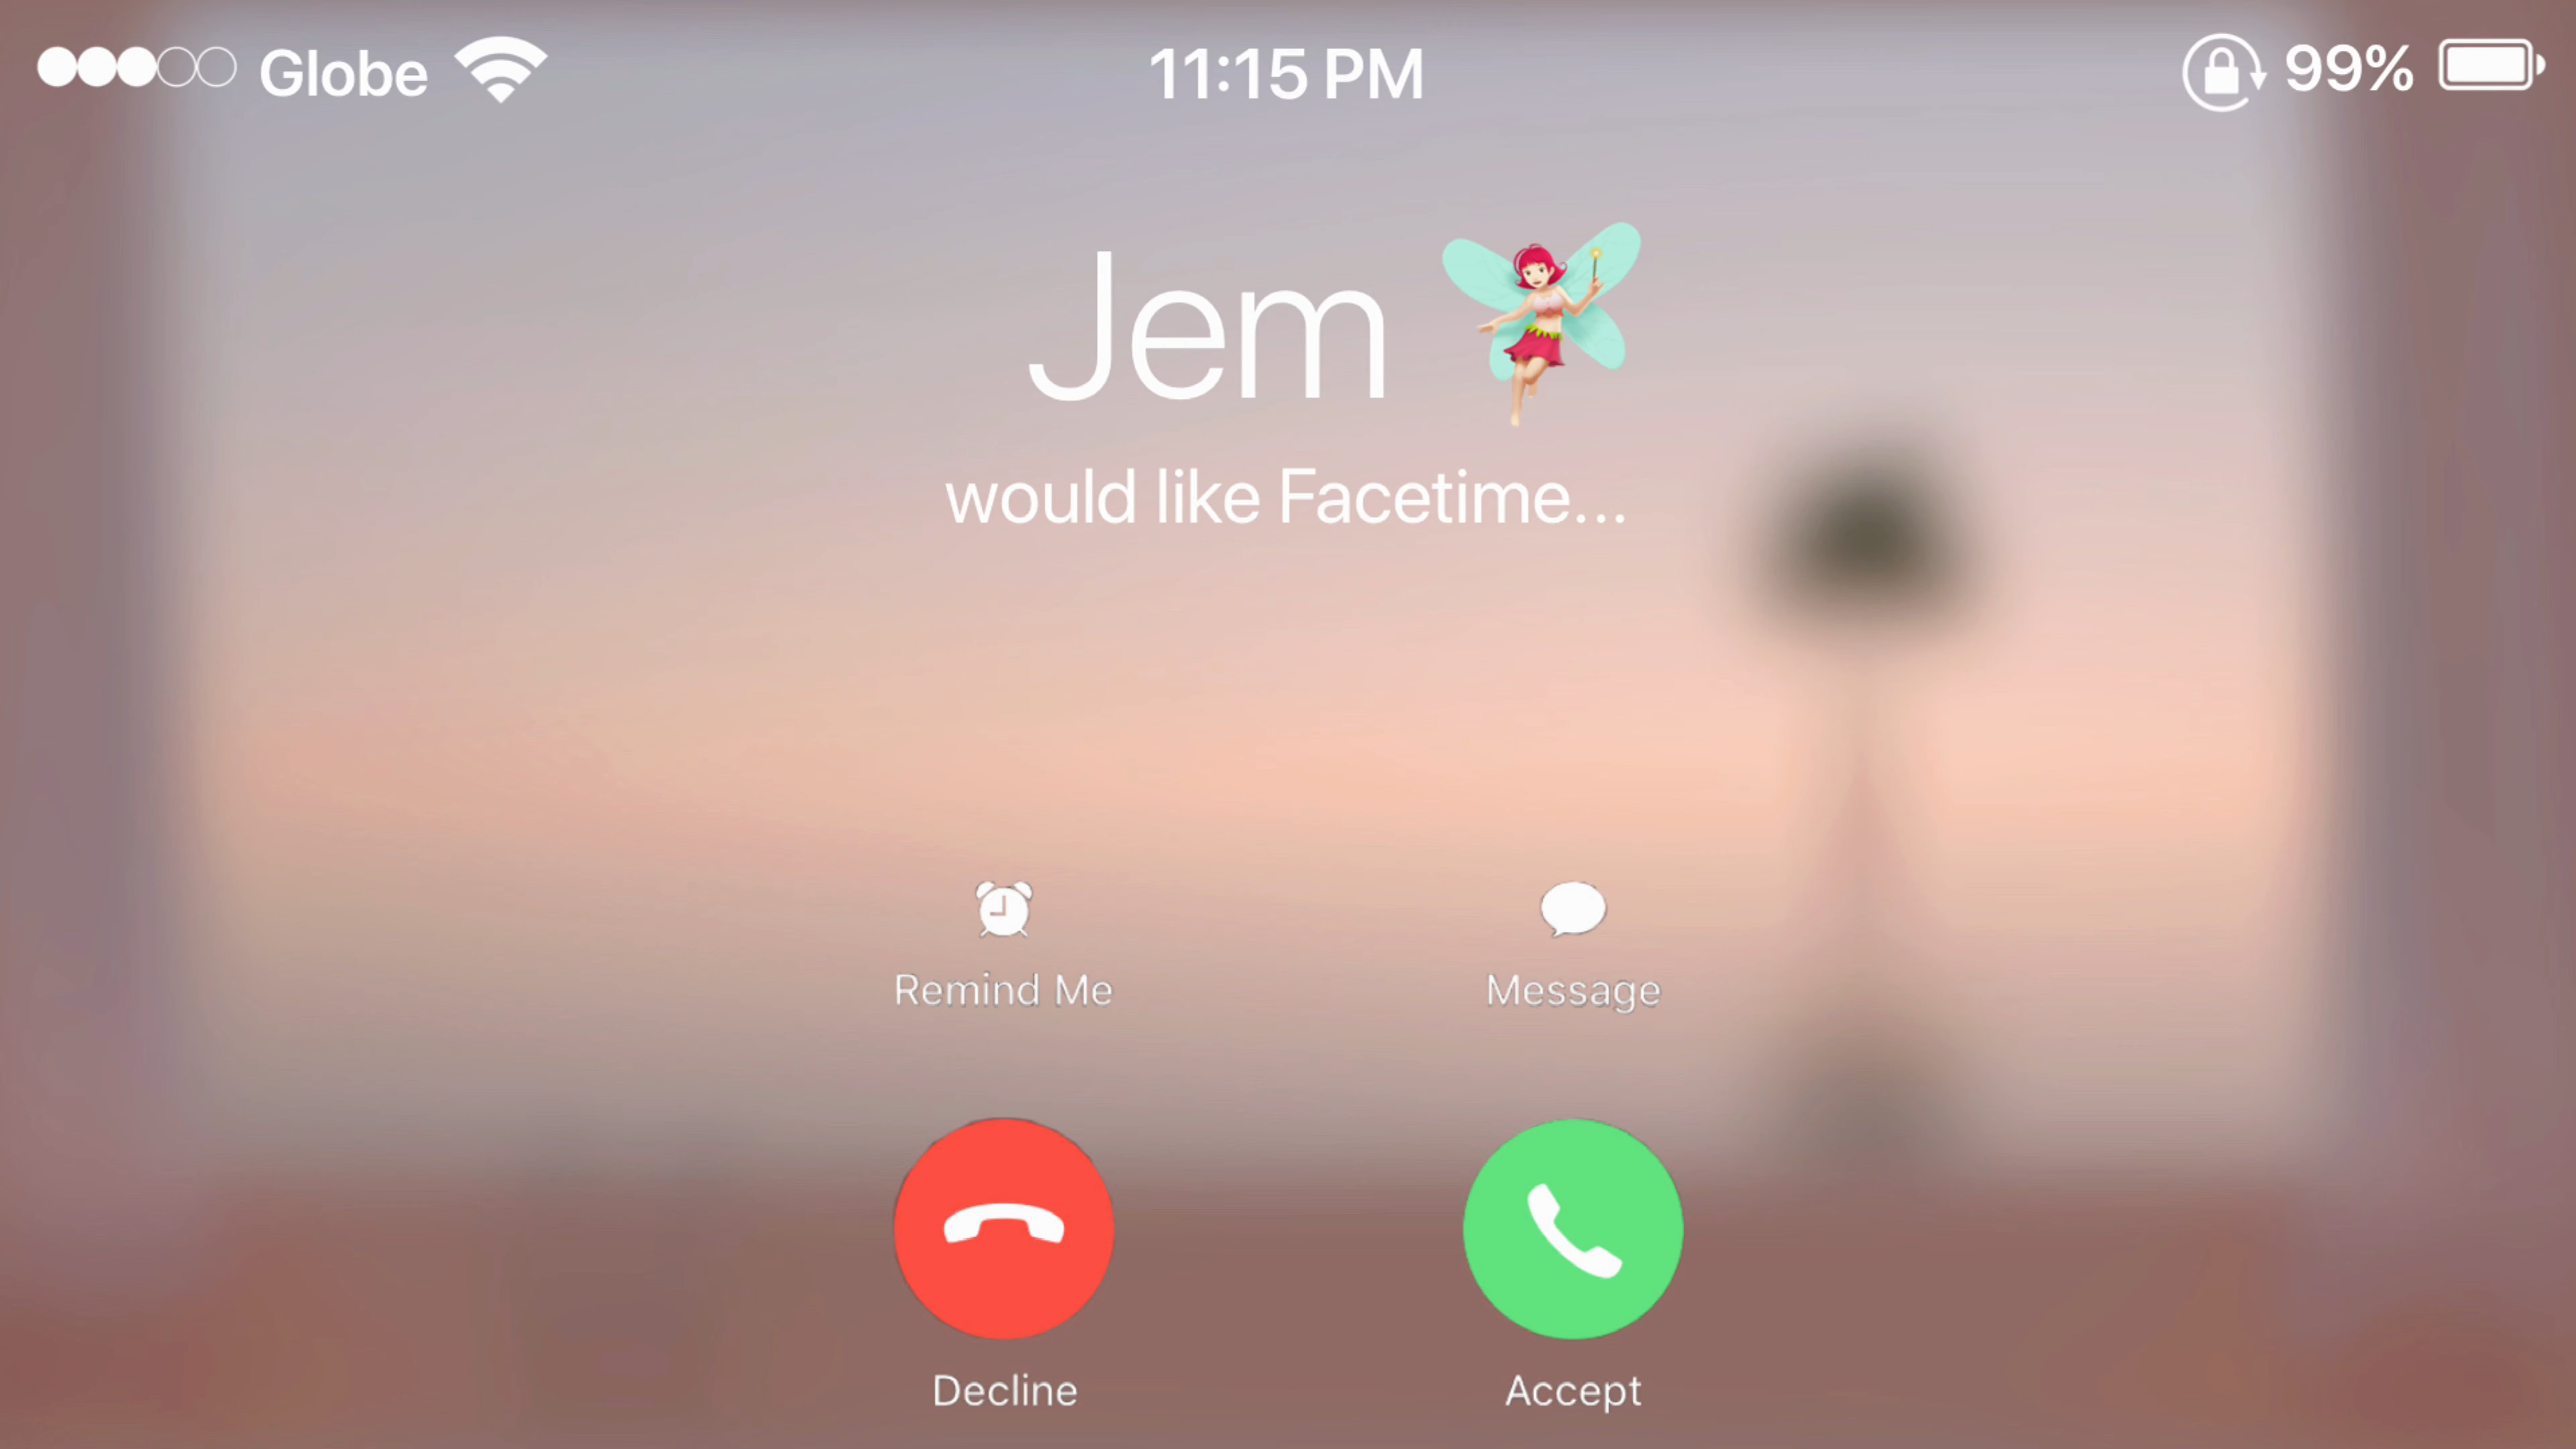 Globe 11:15 PM 99%
Jem 🧚
would like Facetime...
Remind Me Message
Decline Accept